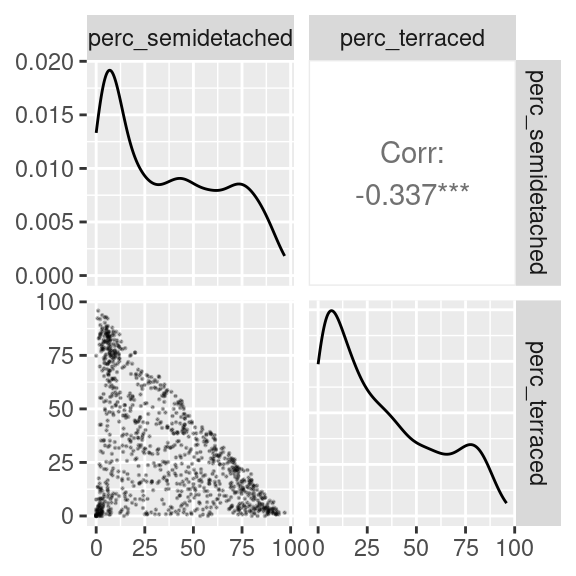 perc_semidetached
perc_terraced
0.020
0.015
0.010
0.005
0.000
Corr:
-0.337***
perc_semidetached
100
75
50
25
0
perc_terraced
0 25 50 75 100
0 25 50 75 100